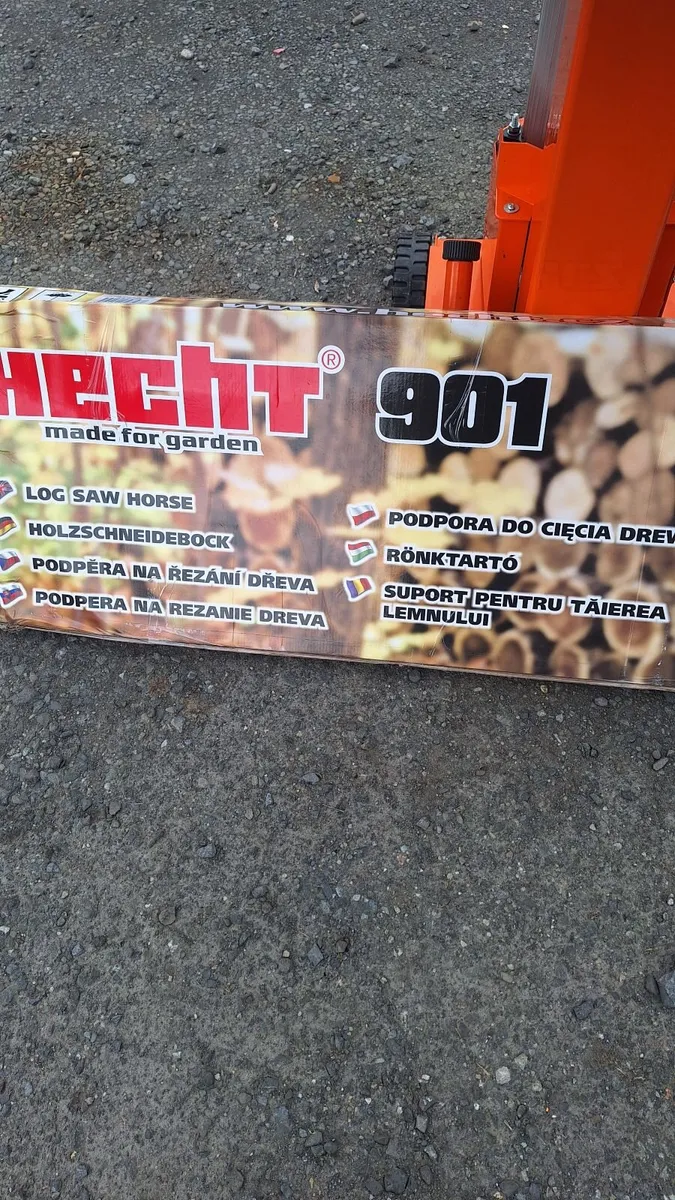 HECHT®
made for garden
901
LOG SAW HORSE
HOLZSCHNEIDEBOCK
PODPĚRA NA ŘEZÁNÍ DŘEVA
PODPERA NA REZANIE DREVA
PODPORA DO CIĘCIA DREW
RÖNKTARTÓ
SUPORT PENTRU TĂIEREA
LEMNULUI